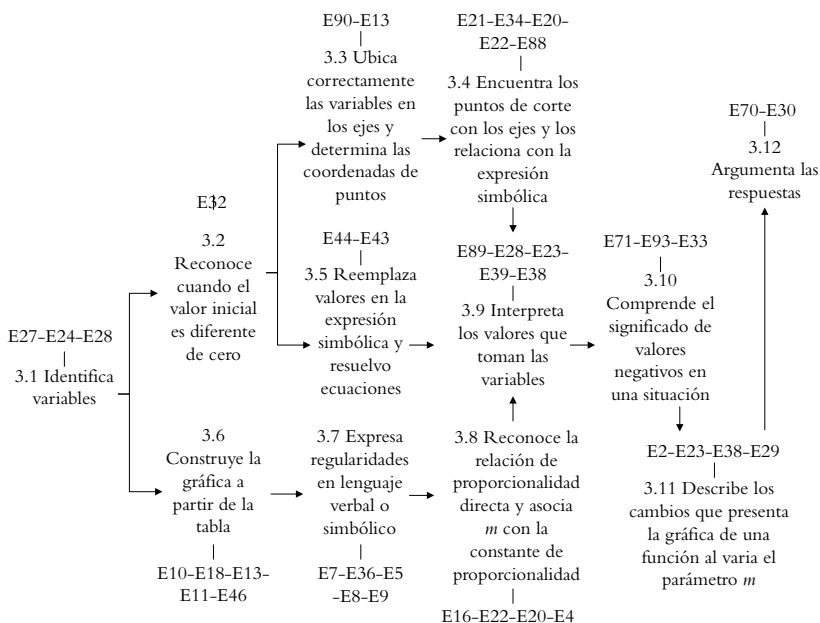 E27-E24-E28
3.1 Identifica
variables
E32
3.2
Reconoce
cuando el
valor inicial
es diferente
de cero
E90-E13
3.3 Ubica
correctamente
las variables en
los ejes y
determina las
coordenadas de
puntos
E21-E34-E20-
E22-E88
3.4 Encuentra los
puntos de corte
con los ejes y los
relaciona con la
expresión
simbólica
E44-E43
3.5 Reemplaza
valores en la
expresión
simbólica y
resuelvo
ecuaciones
3.6
Construye la
gráfica a
partir de la
tabla
E10-E18-E13-
E11-E46
3.7 Expresa
regularidades
en lenguaje
verbal o
simbólico
E7-E36-E5
-E8-E9
3.8 Reconoce la
relación de
proporcionalidad
directa y asocia
m con la
constante de
proporcionalidad
E16-E22-E20-E4
E89-E28-E23-
E39-E38
3.9 Interpreta
los valores que
toman las
variables
E71-E93-E33
3.10
Comprende el
significado de
valores
negativos en
una situación
E2-E23-E38-E29
3.11 Describe los
cambios que presenta
la gráfica de una
función al varia el
parámetro m
E70-E30
3.12
Argumenta las
respuestas